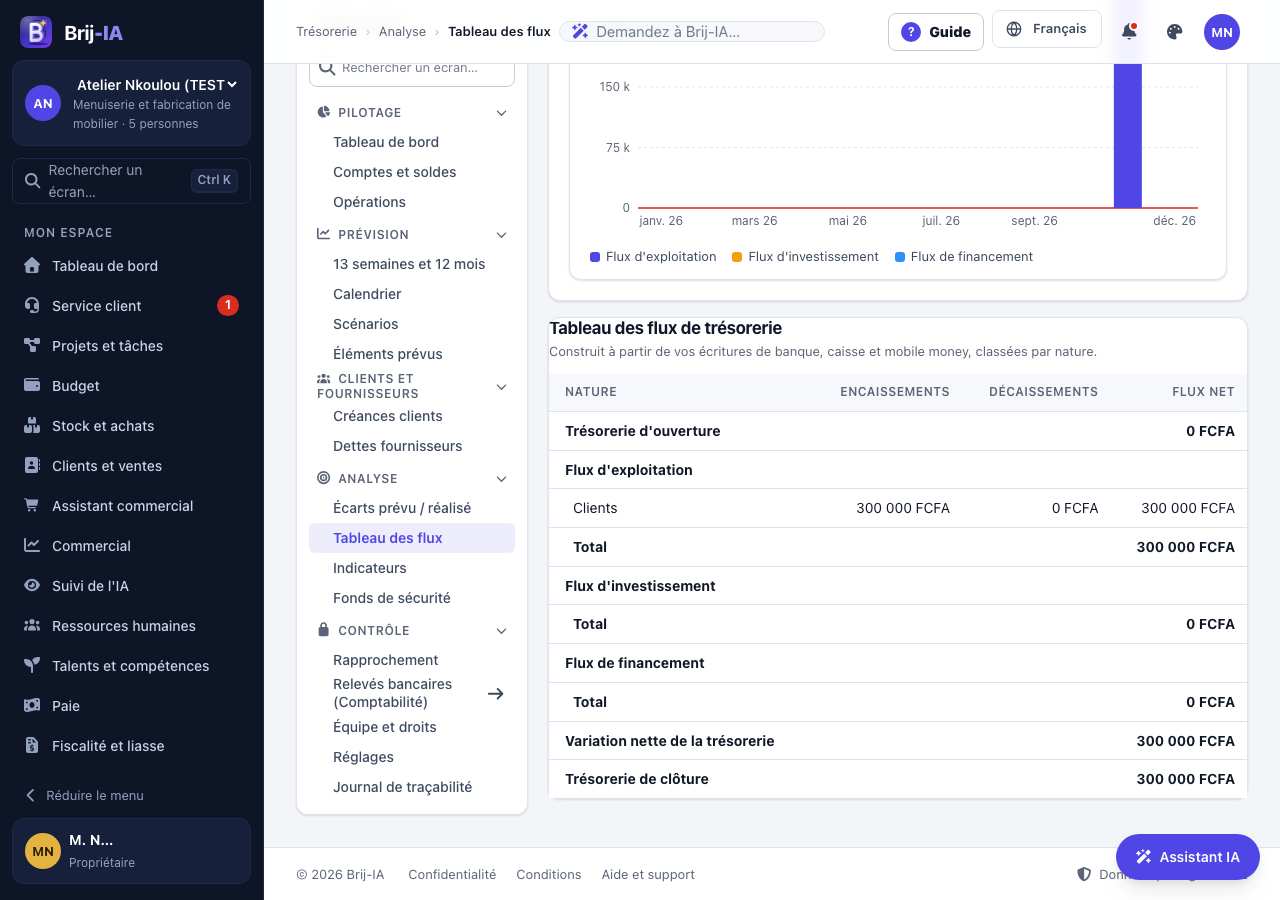 Brij-IA
AN
Atelier Nkoulou (TEST
Menuiserie et fabrication de
mobilier · 5 personnes
Rechercher un
écran...
Ctrl K
MON ESPACE
Tableau de bord
Service client
1
Projets et tâches
Budget
Stock et achats
Clients et ventes
Assistant commercial
Commercial
Suivi de l'IA
Ressources humaines
Talents et compétences
Paie
Fiscalité et liasse
Réduire le menu
MN
M. N...
Propriétaire
Trésorerie › Analyse › Tableau des flux
Demandez à Brij-IA...
? Guide
Français
MN
Rechercher un écran...
PILOTAGE
Tableau de bord
Comptes et soldes
Opérations
PRÉVISION
13 semaines et 12 mois
Calendrier
Scénarios
Éléments prévus
CLIENTS ET
FOURNISSEURS
Créances clients
Dettes fournisseurs
ANALYSE
Écarts prévu / réalisé
Tableau des flux
Indicateurs
Fonds de sécurité
CONTRÔLE
Rapprochement
Relevés bancaires
(Comptabilité)
Équipe et droits
Réglages
Journal de traçabilité
150 k
75 k
0
janv. 26 mars 26 mai 26 juil. 26 sept. 26 déc. 26
Flux d'exploitation Flux d'investissement Flux de financement
Tableau des flux de trésorerie
Construit à partir de vos écritures de banque, caisse et mobile money, classées par nature.
NATURE ENCAISSEMENTS DÉCAISSEMENTS FLUX NET
Trésorerie d'ouverture 0 FCFA
Flux d'exploitation
Clients 300 000 FCFA 0 FCFA 300 000 FCFA
Total 300 000 FCFA
Flux d'investissement
Total 0 FCFA
Flux de financement
Total 0 FCFA
Variation nette de la trésorerie 300 000 FCFA
Trésorerie de clôture 300 000 FCFA
© 2026 Brij-IA Confidentialité Conditions Aide et support
Assistant IA